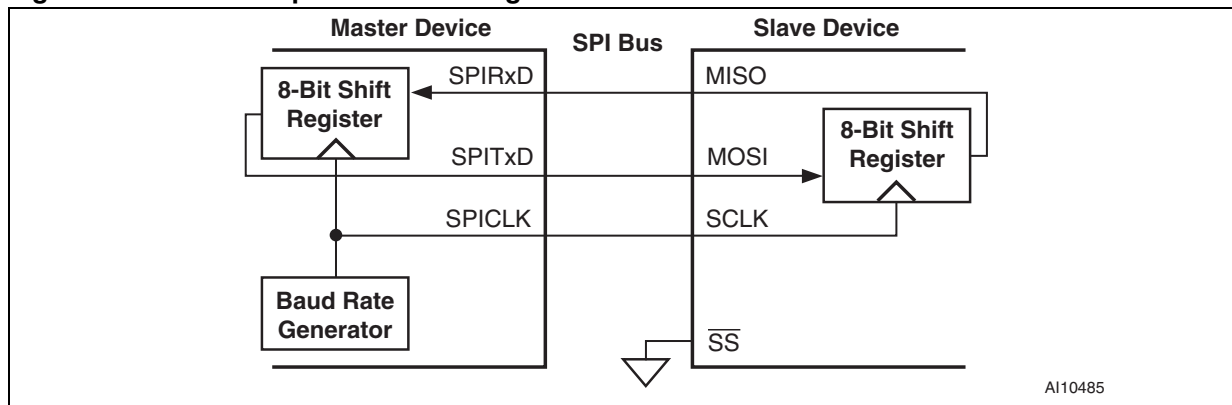 Master Device
SPI Bus
Slave Device
8-Bit Shift
Register
SPIRxD
MISO
8-Bit Shift
Register
SPITxD
MOSI
SPICLK
SCLK
Baud Rate
Generator
SS
AI10485